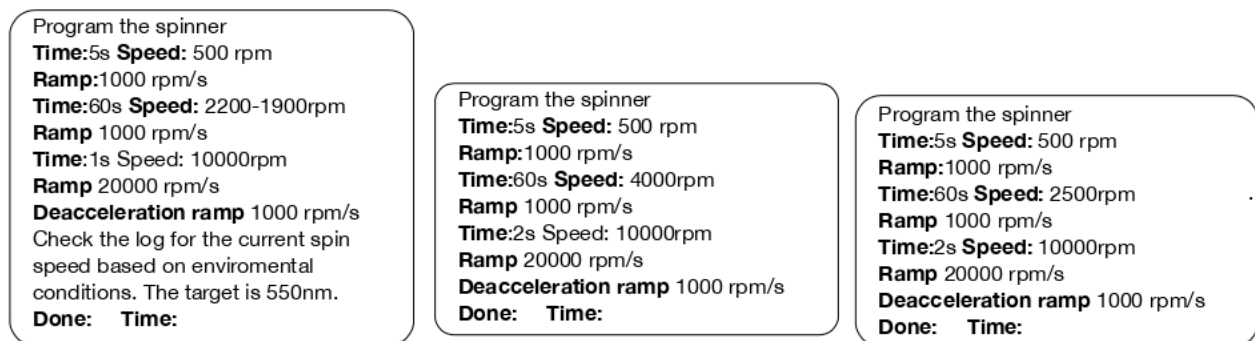 Program the spinner
Time:5s Speed: 500 rpm
Ramp:1000 rpm/s
Time:60s Speed: 2200-1900rpm
Ramp 1000 rpm/s
Time:1s Speed: 10000rpm
Ramp 20000 rpm/s
Deacceleration ramp 1000 rpm/s
Check the log for the current spin
speed based on enviromental
conditions. The target is 550nm.
Done: Time:
Program the spinner
Time:5s Speed: 500 rpm
Ramp:1000 rpm/s
Time:60s Speed: 4000rpm
Ramp 1000 rpm/s
Time:2s Speed: 10000rpm
Ramp 20000 rpm/s
Deacceleration ramp 1000 rpm/s
Done: Time:
Program the spinner
Time:5s Speed: 500 rpm
Ramp:1000 rpm/s
Time:60s Speed: 2500rpm
Ramp 1000 rpm/s
Time:2s Speed: 10000rpm
Ramp 20000 rpm/s
Deacceleration ramp 1000 rpm/s
Done: Time:
.